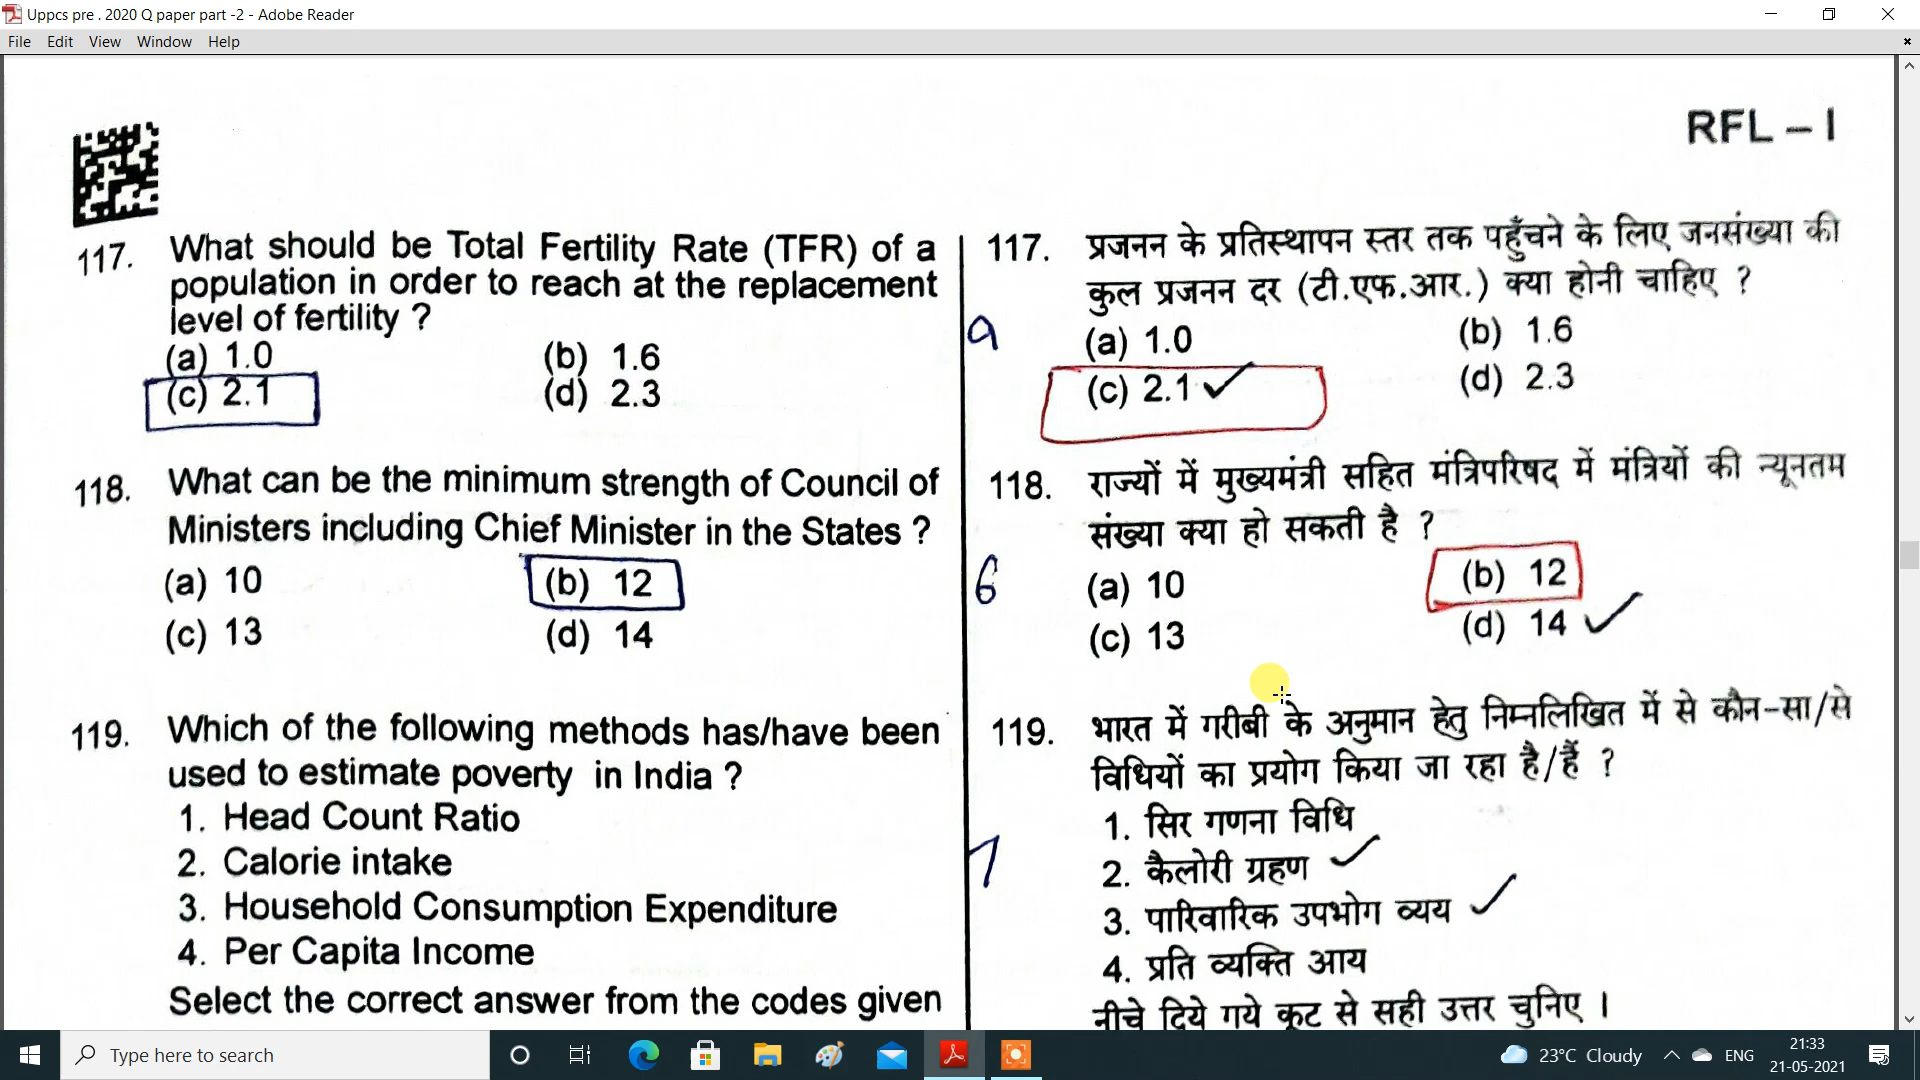 Uppcs pre . 2020 Q paper part -2 - Adobe Reader
File Edit View Window Help
RFL – I
117. What should be Total Fertility Rate (TFR) of a
population in order to reach at the replacement
level of fertility ?
(a) 1.0 (b) 1.6
(c) 2.1 (d) 2.3
118. What can be the minimum strength of Council of
Ministers including Chief Minister in the States ?
(a) 10 (b) 12
(c) 13 (d) 14
119. Which of the following methods has/have been
used to estimate poverty in India ?
1. Head Count Ratio
2. Calorie intake
3. Household Consumption Expenditure
4. Per Capita Income
Select the correct answer from the codes given
117. प्रजनन के प्रतिस्थापन स्तर तक पहुँचने के लिए जनसंख्या की
कुल प्रजनन दर (टी.एफ.आर.) क्या होनी चाहिए ?
(a) 1.0 (b) 1.6
(c) 2.1 (d) 2.3
118. राज्यों में मुख्यमंत्री सहित मंत्रिपरिषद में मंत्रियों की न्यूनतम
संख्या क्या हो सकती है ?
(a) 10 (b) 12
(c) 13 (d) 14
119. भारत में गरीबी के अनुमान हेतु निम्नलिखित में से कौन-सा/से
विधियों का प्रयोग किया जा रहा है/हैं ?
1. सिर गणना विधि
2. कैलोरी ग्रहण
3. पारिवारिक उपभोग व्यय
4. प्रति व्यक्ति आय
नीचे दिये गये कूट से सही उत्तर चुनिए ।
Type here to search
23°C Cloudy
ENG
21:33
21-05-2021